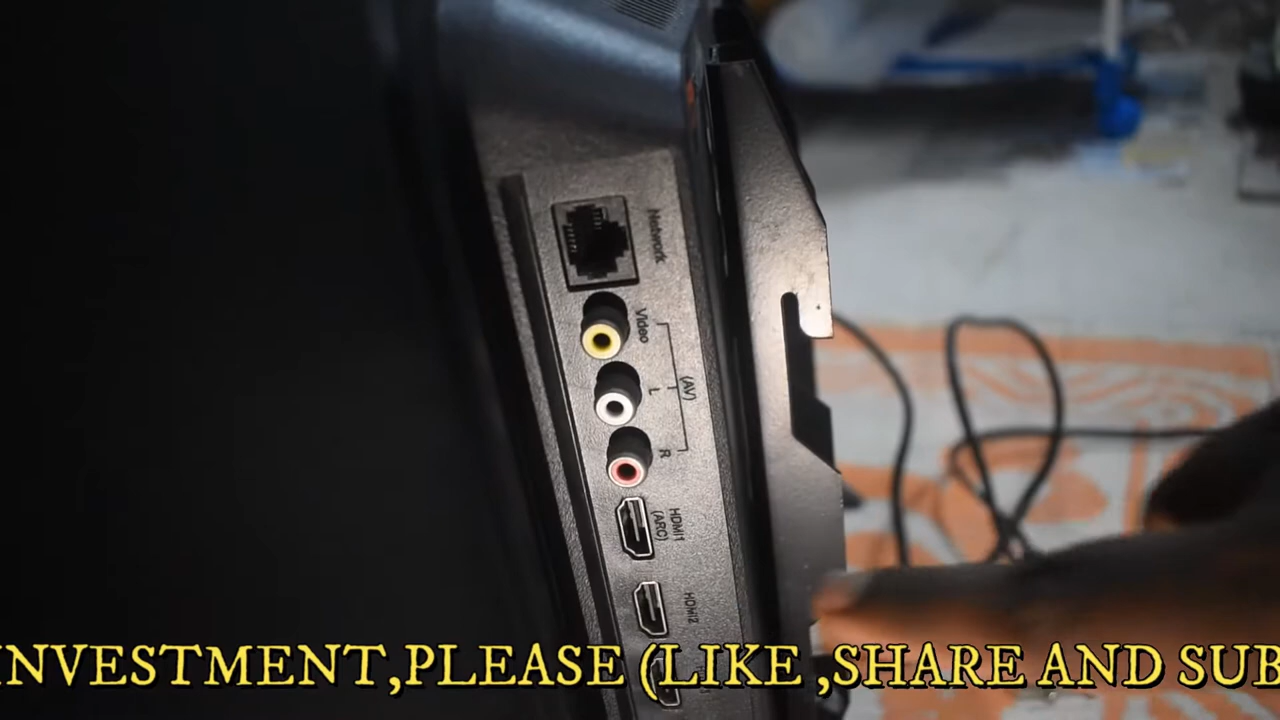 Network
Video
(AV)
L
R
HDMI1
(ARC)
HDMI2
INVESTMENT,PLEASE (LIKE ,SHARE AND SUB